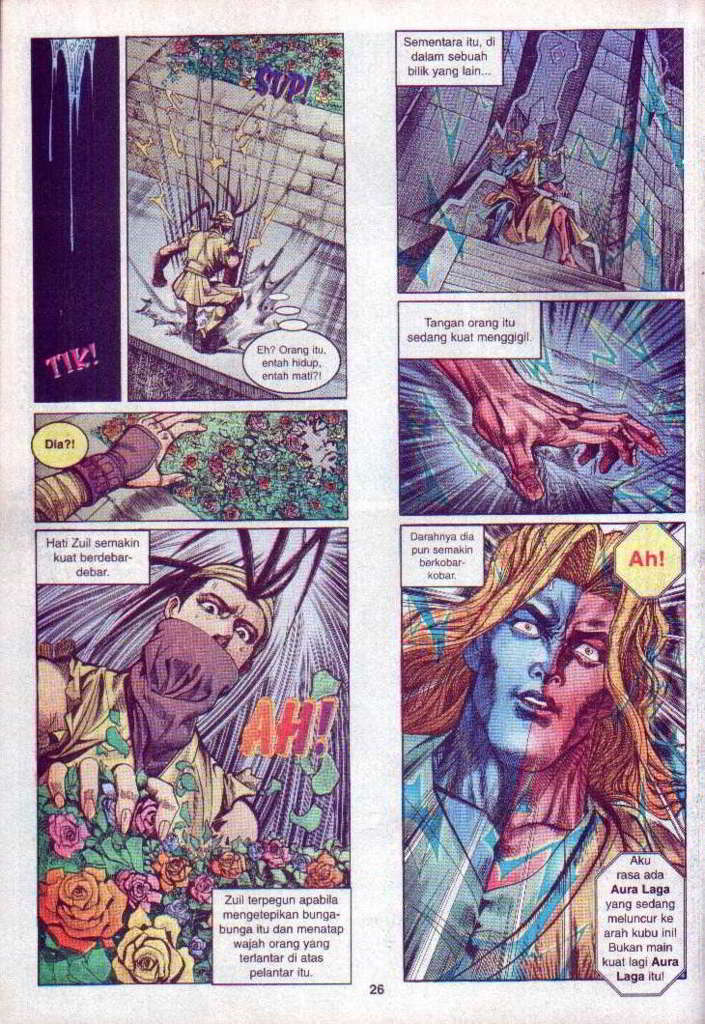 TIK!
SUP!
Eh? Orang itu,
entah hidup,
entah mati?!
Dia?!
Hati Zuil semakin
kuat berdebar-
debar.
AH!
Zuil terpegun apabila
mengetepikan bunga-
bunga itu dan menatap
wajah orang yang
terlantar di atas
pelantar itu.
Sementara itu, di
dalam sebuah
bilik yang lain...
Tangan orang itu
sedang kuat menggigil.
Darahnya dia
pun semakin
berkobar-
kobar.
Ah!
Aku
rasa ada
Aura Laga
yang sedang
meluncur ke
arah kubu ini!
Bukan main
kuat lagi Aura
Laga itu!
26